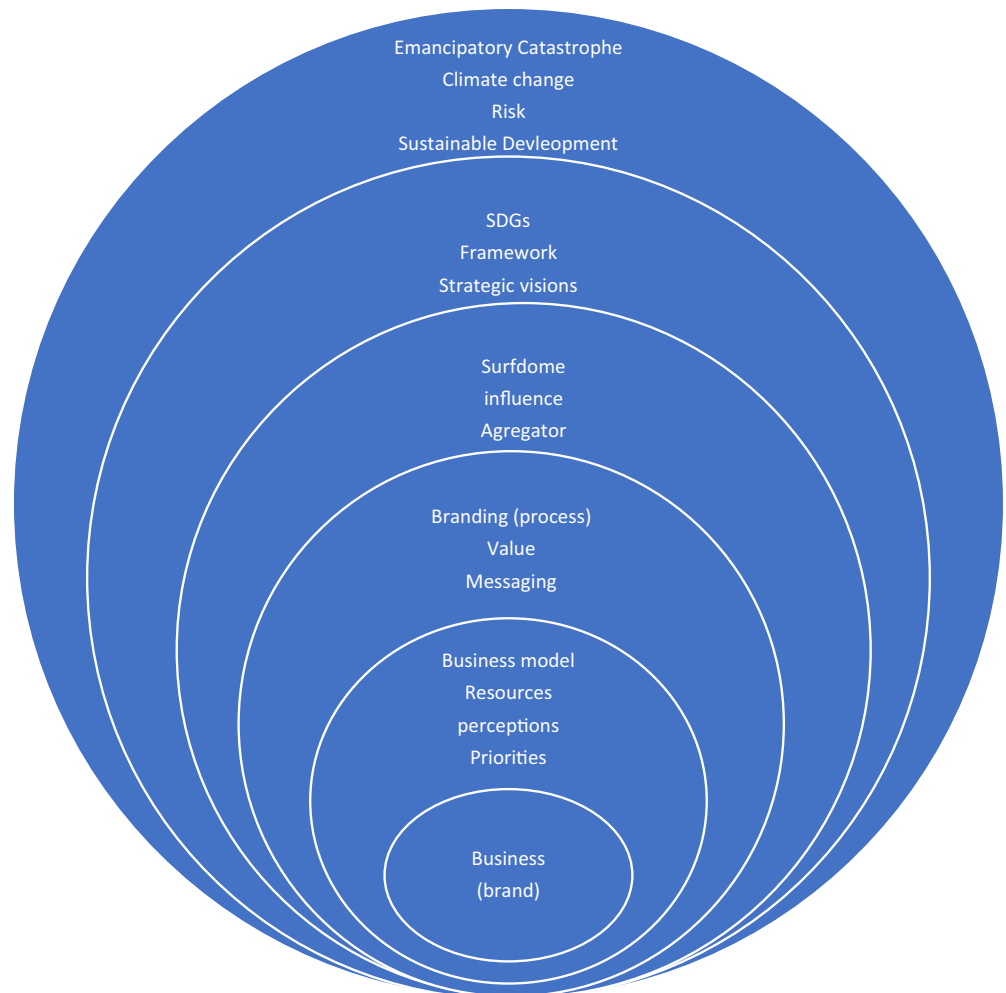 Emancipatory Catastrophe
Climate change
Risk
Sustainable Devleopment
SDGs
Framework
Strategic visions
Surfdome
influence
Agregator
Branding (process)
Value
Messaging
Business model
Resources
perceptions
Priorities
Business
(brand)